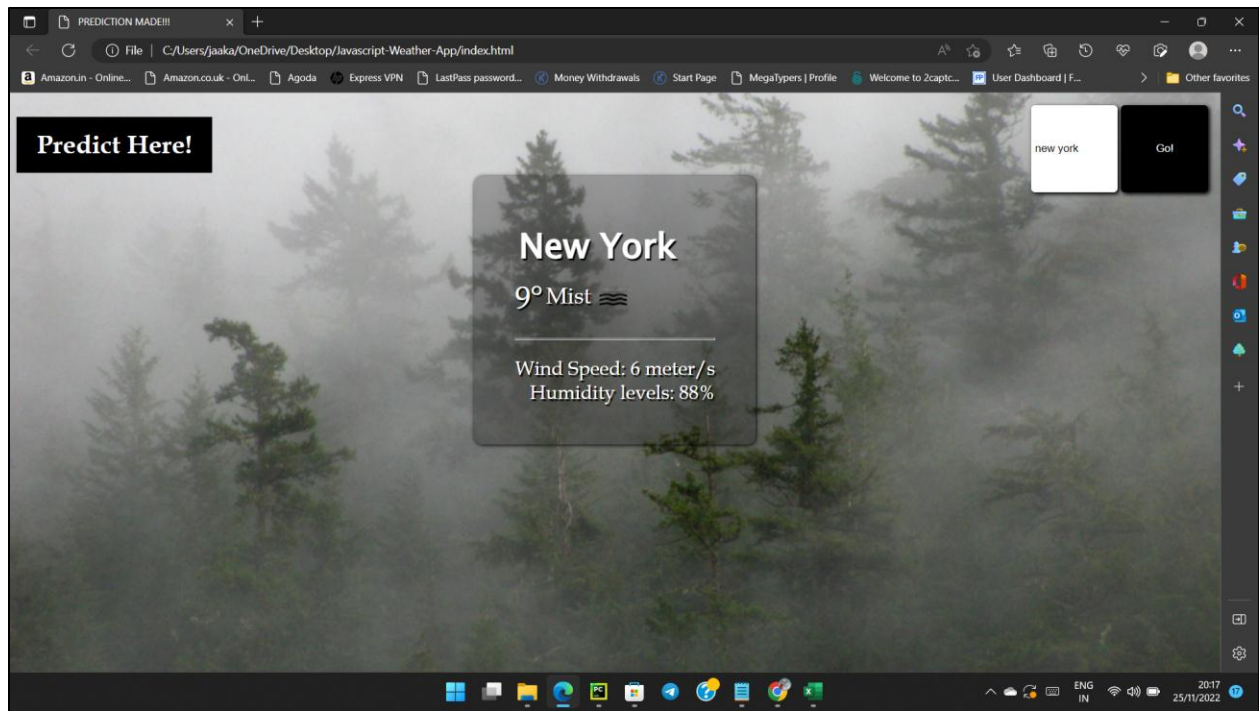 PREDICTION MADE!!!
File | C:/Users/jaaka/OneDrive/Desktop/Javascript-Weather-App/index.html
Amazon.in - Online... Amazon.co.uk - Onl... Agoda Express VPN LastPass password... Money Withdrawals Start Page MegaTypers | Profile Welcome to 2captc... User Dashboard | F... Other favorites
Predict Here!
new york
Go!
New York
9° Mist
Wind Speed: 6 meter/s
Humidity levels: 88%
ENG
IN
20:17
25/11/2022
17